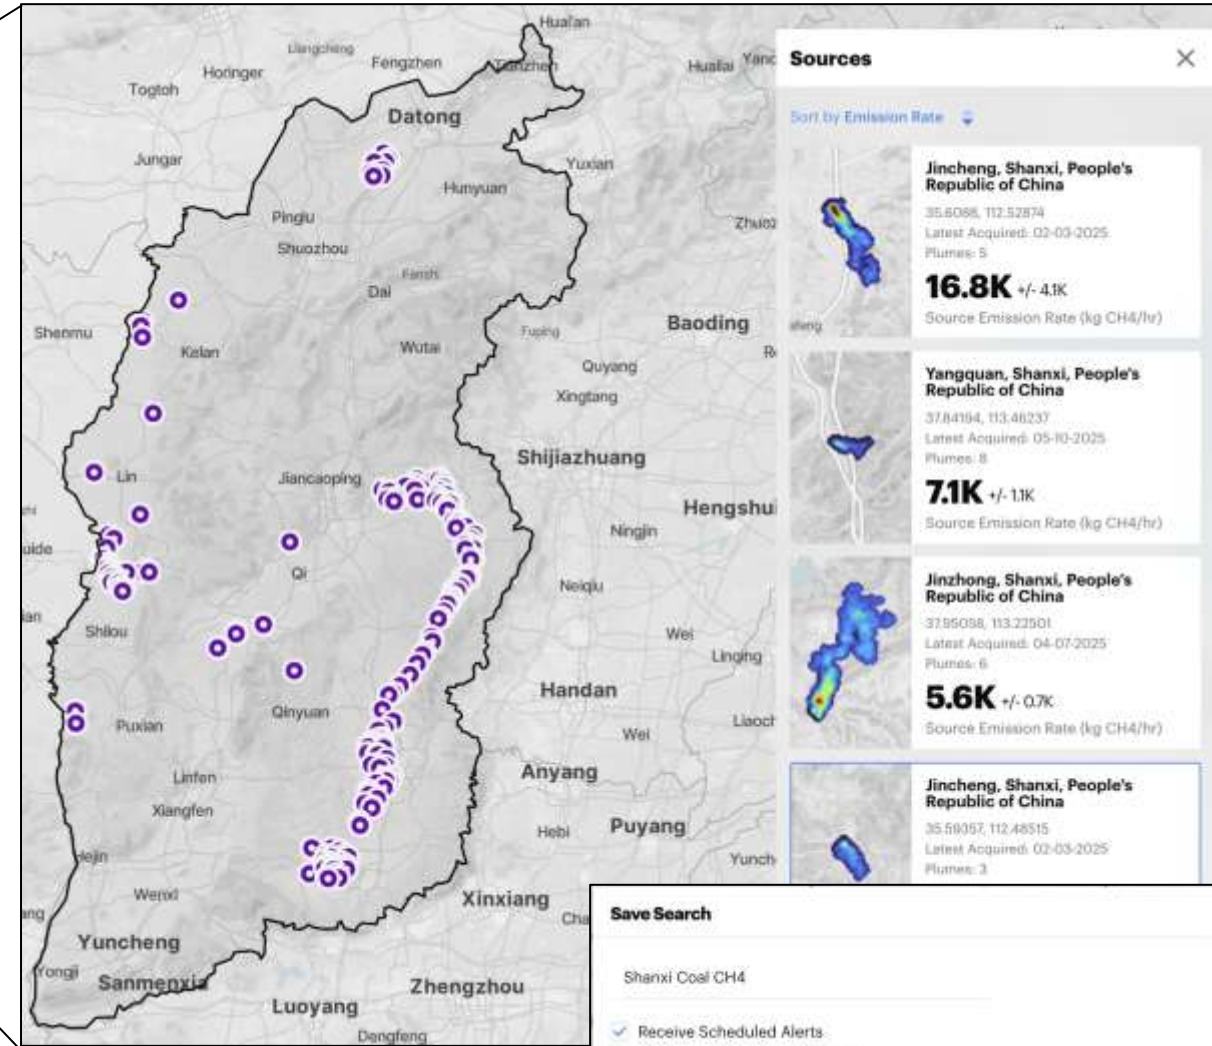 Huai'an
Liangcheng
Fengzhen
Tianzhen
Horinger
Togtoh
Huailai
Datong
Jungar
Yuxian
Hunyuan
Pinglu
Shuozhou
Fanshi
Dai
Shenmu
Fuping
Baoding
Kelan
Wutai
Quyang
Xingtang
Lin
Jiancaoping
Shijiazhuang
Hengshui
Ningjin
Qi
Neiqiu
Shilou
Wei
Linging
Handan
Qinyuan
Puxian
Wei
Liaoch
Linfen
Anyang
Xiangfen
Hebi
Puyang
Yunch
Hejin
Wenxi
Xinxiang
Cha
Yuncheng
Yongji
Sanmenxia
Zhengzhou
Luoyang
Dengfeng
Sources
Sort by Emission Rate
Jincheng, Shanxi, People's
Republic of China
35.6088, 112.52874
Latest Acquired: 02-03-2025
Plumes: 5
16.8K +/- 4.1K
Source Emission Rate (kg CH4/hr)
Yangquan, Shanxi, People's
Republic of China
37.84194, 113.46237
Latest Acquired: 05-10-2025
Plumes: 8
7.1K +/- 1.1K
Source Emission Rate (kg CH4/hr)
Jinzhong, Shanxi, People's
Republic of China
37.95098, 113.22501
Latest Acquired: 04-07-2025
Plumes: 6
5.6K +/- 0.7K
Source Emission Rate (kg CH4/hr)
Jincheng, Shanxi, People's
Republic of China
35.59357, 112.48515
Latest Acquired: 02-03-2025
Plumes: 3
Save Search
Shanxi Coal CH4
Receive Scheduled Alerts